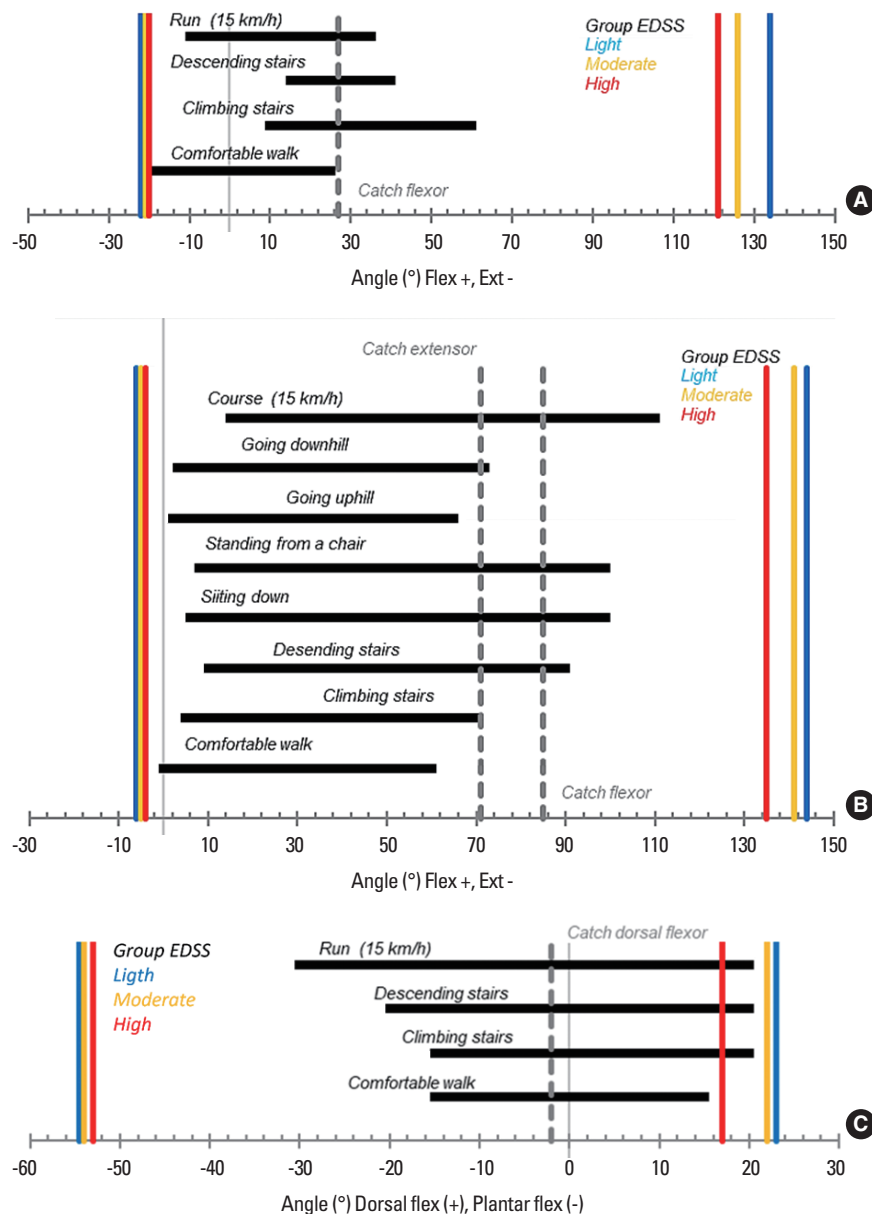 Run (15 km/h)
Descending stairs
Climbing stairs
Comfortable walk
Catch flexor
Group EDSS
Light
Moderate
High
A
-50 -30 -10 10 30 50 70 90 110 130 150
Angle (°) Flex +, Ext -
Catch extensor
Group EDSS
Light
Moderate
High
Course (15 km/h)
Going downhill
Going uphill
Standing from a chair
Siiting down
Desending stairs
Climbing stairs
Comfortable walk
Catch flexor
B
-30 -10 10 30 50 70 90 110 130 150
Angle (°) Flex +, Ext -
Catch dorsal flexor
Group EDSS
Ligth
Moderate
High
Run (15 km/h)
Descending stairs
Climbing stairs
Comfortable walk
C
-60 -50 -40 -30 -20 -10 0 10 20 30
Angle (°) Dorsal flex (+), Plantar flex (-)